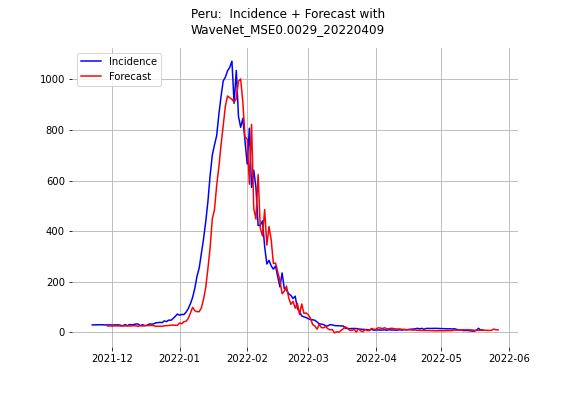 Peru:  Incidence + Forecast with
WaveNet_MSE0.0029_20220409
Incidence
Forecast
1000
800
600
400
200
0
2021-12 2022-01 2022-02 2022-03 2022-04 2022-05 2022-06